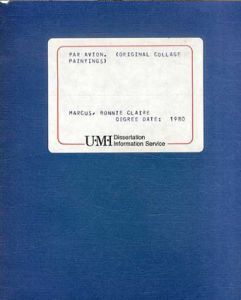 PAR AVION. (ORIGINAL COLLAGE
PAINTINGS)
MARCUS, RONNIE CLAIRE
DEGREE DATE: 1980
UMI Dissertation
Information Service